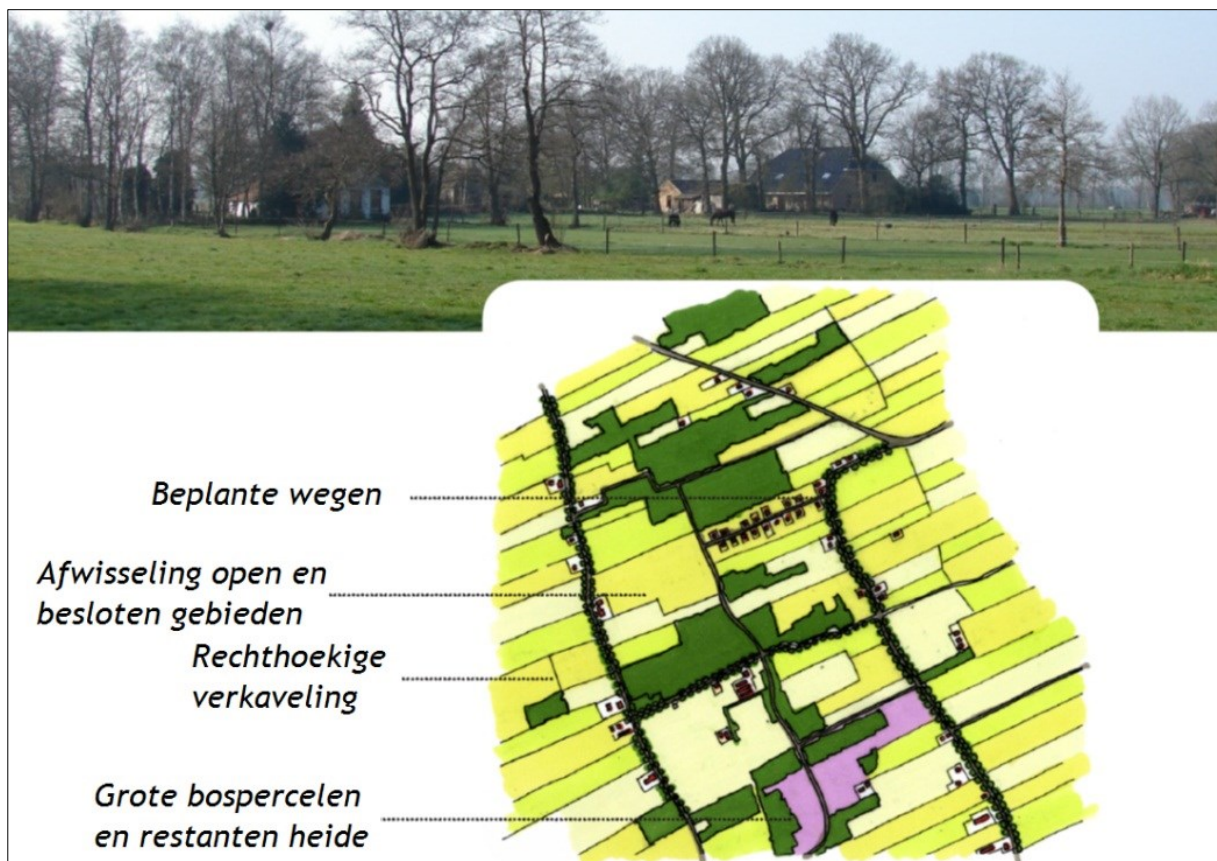 Beplante wegen
Afwisseling open en
besloten gebieden
Rechthoekige
verkaveling
Grote bospercelen
en restanten heide